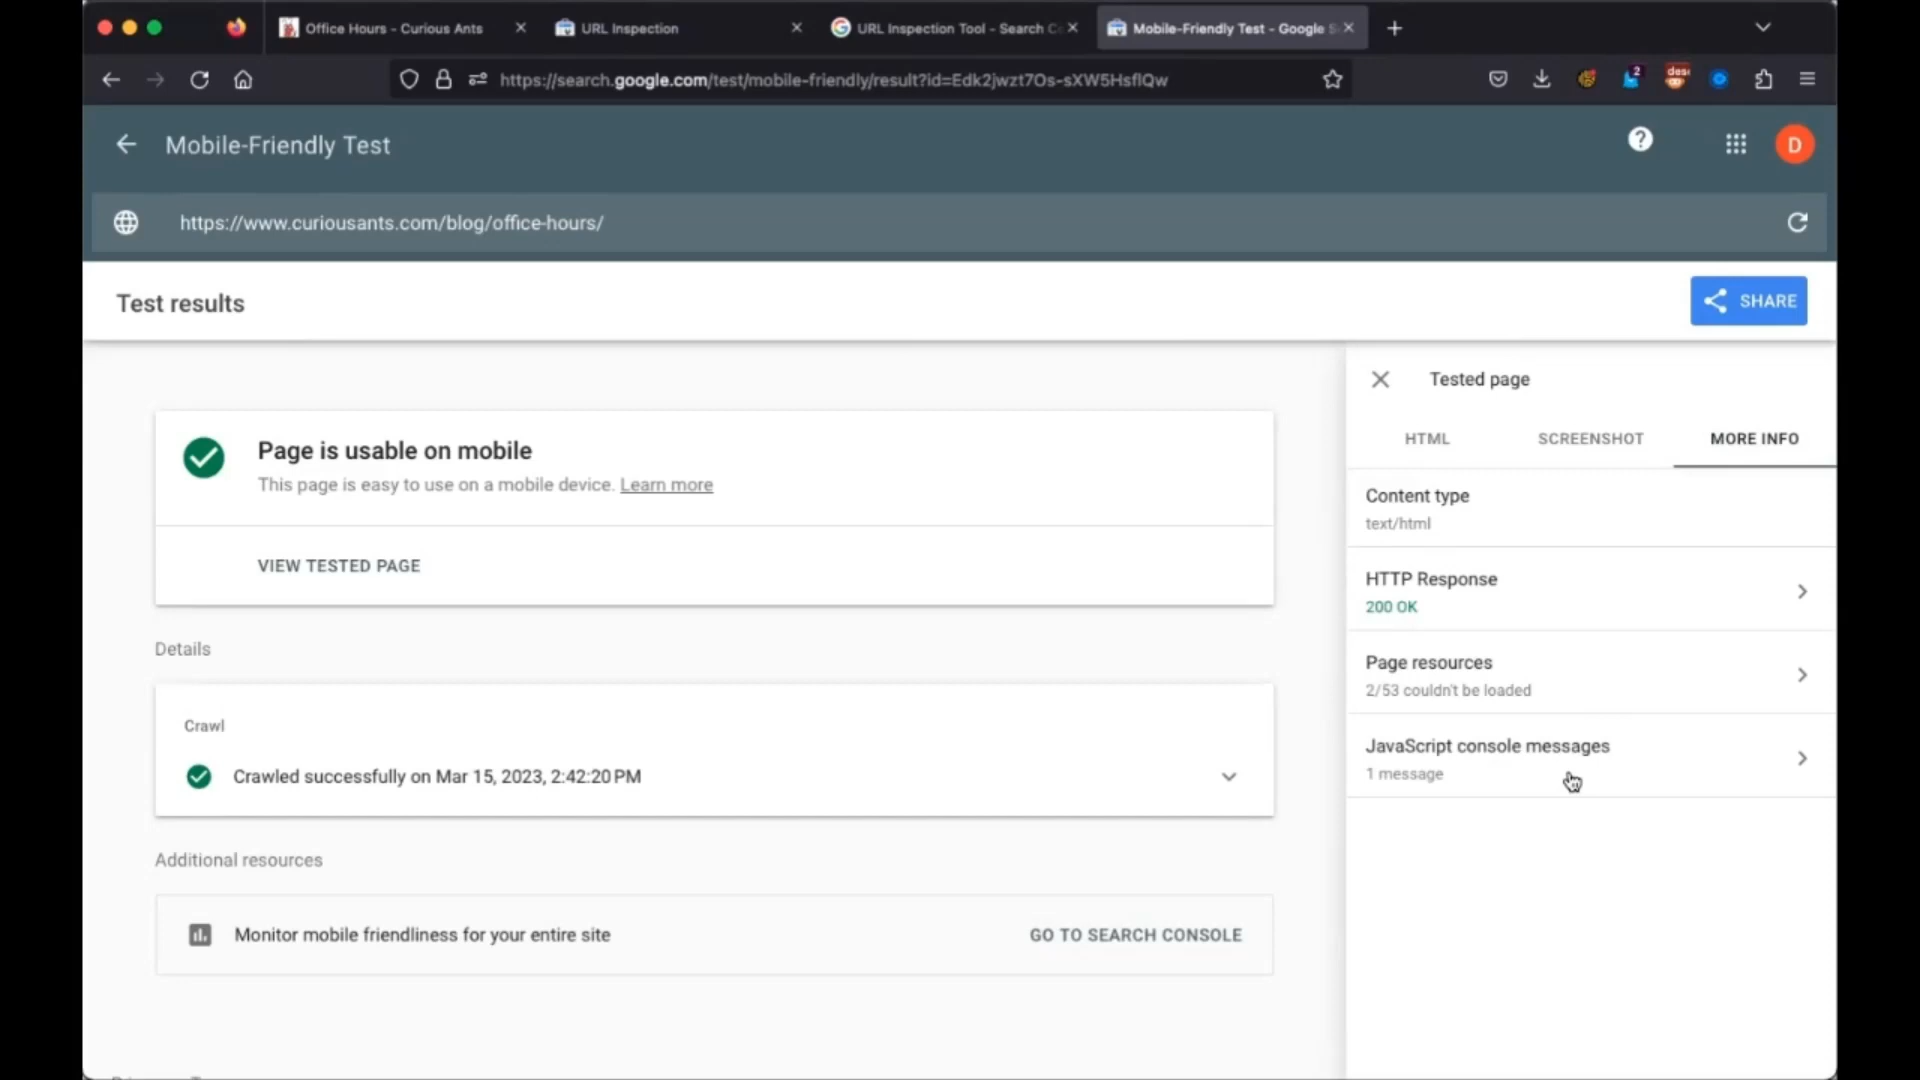 Office Hours - Curious Ants
URL Inspection
URL Inspection Tool - Search Co
Mobile-Friendly Test - Google S
https://search.google.com/test/mobile-friendly/result?id=Edk2jwzt7Os-sXW5HsflQw
2
desi
Mobile-Friendly Test
D
https://www.curiousants.com/blog/office-hours/
Test results
SHARE
Page is usable on mobile
This page is easy to use on a mobile device. Learn more
VIEW TESTED PAGE
Details
Crawl
Crawled successfully on Mar 15, 2023, 2:42:20 PM
Additional resources
Monitor mobile friendliness for your entire site
GO TO SEARCH CONSOLE
Tested page
HTML
SCREENSHOT
MORE INFO
Content type
text/html
HTTP Response
200 OK
Page resources
2/53 couldn't be loaded
JavaScript console messages
1 message